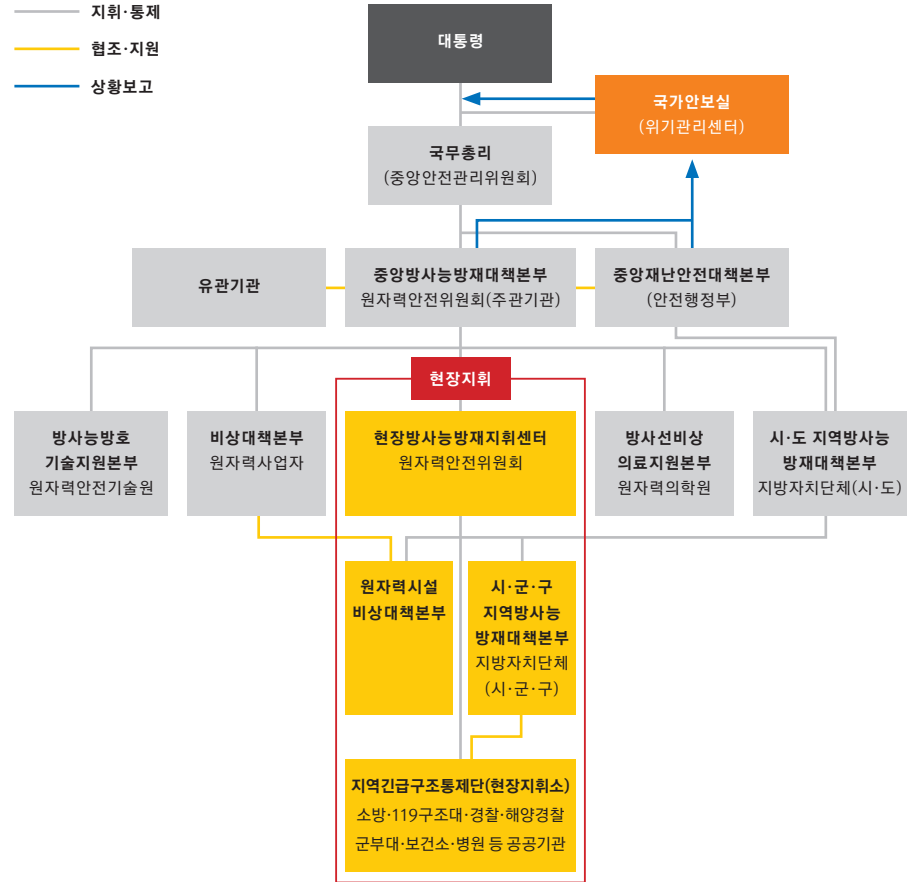 지휘·통제
협조·지원
상황보고
대통령
국가안보실
(위기관리센터)
국무총리
(중앙안전관리위원회)
유관기관
중앙방사능방재대책본부
원자력안전위원회(주관기관)
중앙재난안전대책본부
(안전행정부)
현장지휘
방사능방호
기술지원본부
원자력안전기술원
비상대책본부
원자력사업자
현장방사능방재지휘센터
원자력안전위원회
방사선비상
의료지원본부
원자력의학원
시·도 지역방사능
방재대책본부
지방자치단체(시·도)
원자력시설
비상대책본부
시·군·구
지역방사능
방재대책본부
지방자치단체
(시·군·구)
지역긴급구조통제단(현장지휘소)
소방·119구조대·경찰·해양경찰
군부대·보건소·병원 등 공공기관